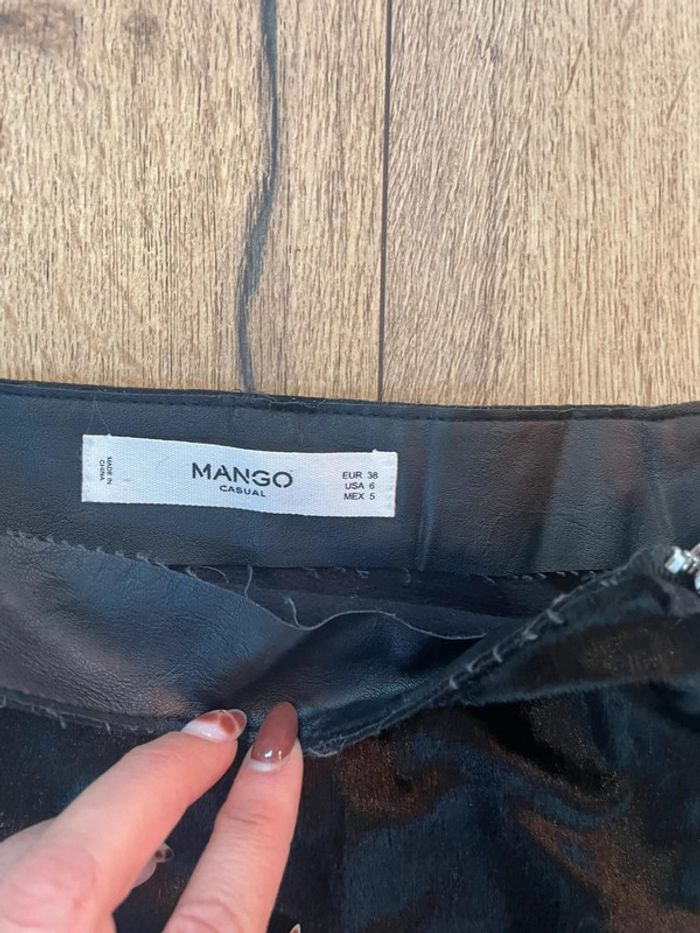 MADE IN
CHINA
MANGO
CASUAL
EUR 38
USA 6
MEX 5